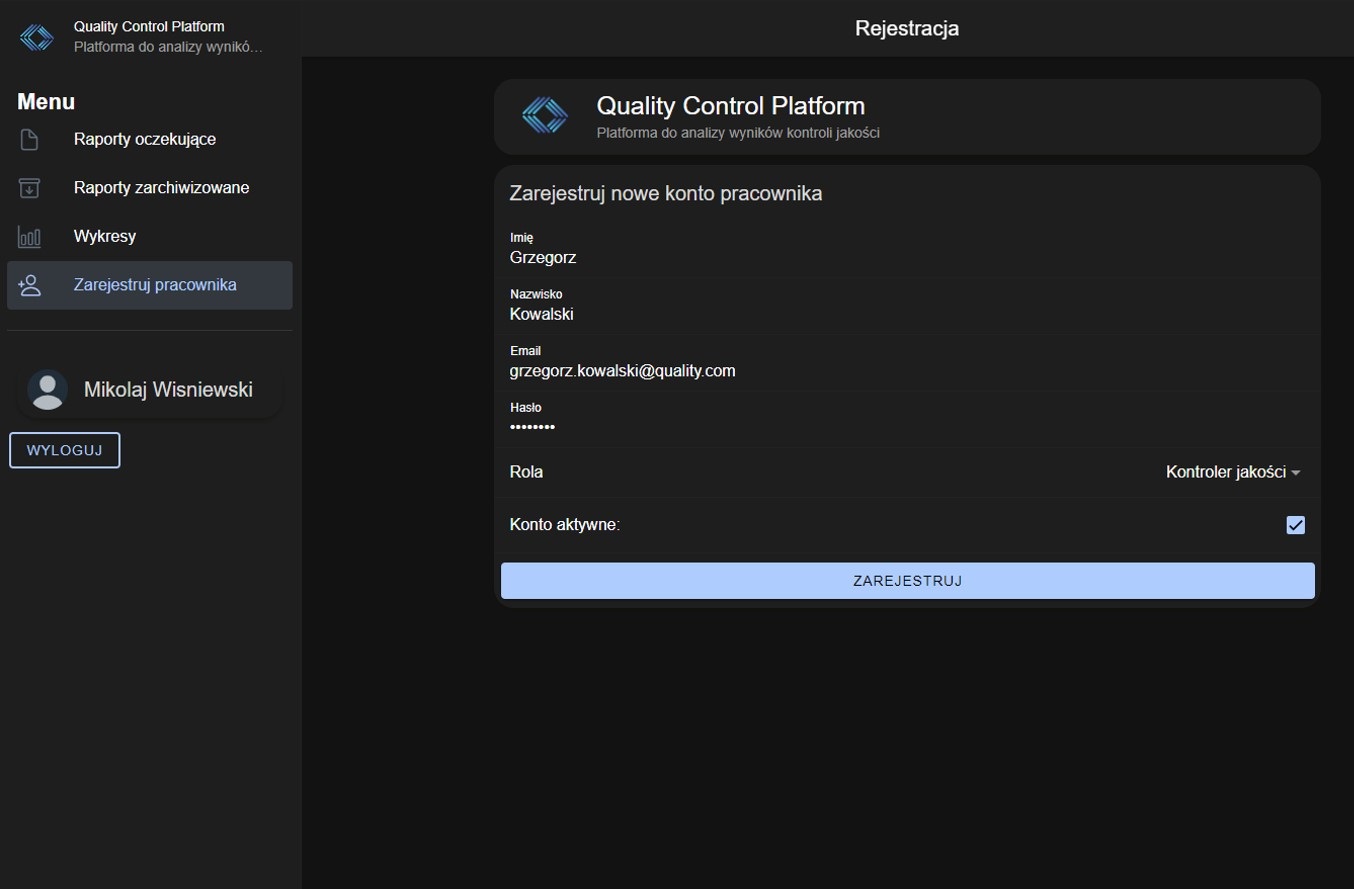 Quality Control Platform
Platforma do analizy wynikó...
Menu
Raporty oczekujące
Raporty zarchiwizowane
Wykresy
Zarejestruj pracownika
Mikolaj Wisniewski
WYLOGUJ
Rejestracja
Quality Control Platform
Platforma do analizy wyników kontroli jakości
Zarejestruj nowe konto pracownika
Imię
Grzegorz
Nazwisko
Kowalski
Email
grzegorz.kowalski@quality.com
Hasło
••••••••
Rola
Kontroler jakości
Konto aktywne:
ZAREJESTRUJ